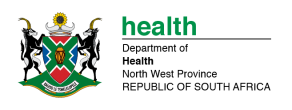 health
Department of
Health
North West Province
REPUBLIC OF SOUTH AFRICA